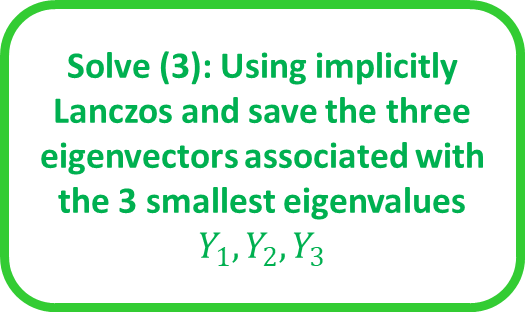 Solve (3): Using implicitly
Lanczos and save the three
eigenvectors associated with
the 3 smallest eigenvalues
Y₁, Y₂, Y₃